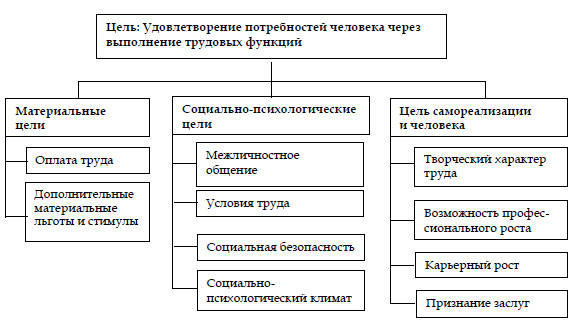 Цель: Удовлетворение потребностей человека через
выполнение трудовых функций
Материальные
цели
Оплата труда
Дополнительные
материальные
льготы и стимулы
Социально-психологические
цели
Межличностное
общение
Условия труда
Социальная безопасность
Социально-
психологический климат
Цель самореализации
и человека
Творческий характер
труда
Возможность профес-
сионального роста
Карьерный рост
Признание заслуг